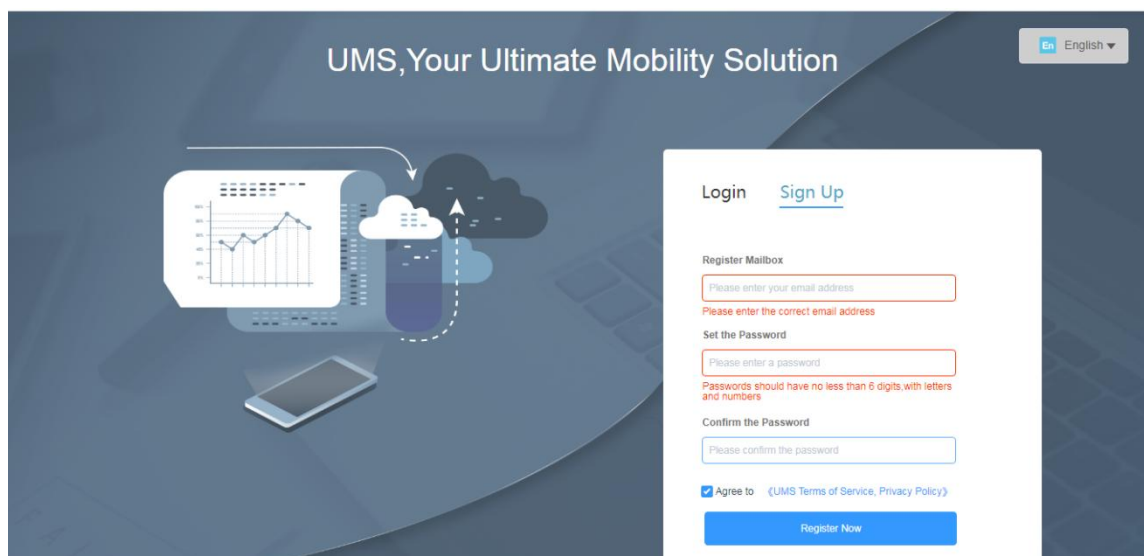 UMS,Your Ultimate Mobility Solution
En English
Login Sign Up
Register Mailbox
Please enter your email address
Please enter the correct email address
Set the Password
Please enter a password
Passwords should have no less than 6 digits,with letters
and numbers
Confirm the Password
Please confirm the password
Agree to 《UMS Terms of Service, Privacy Policy》
Register Now